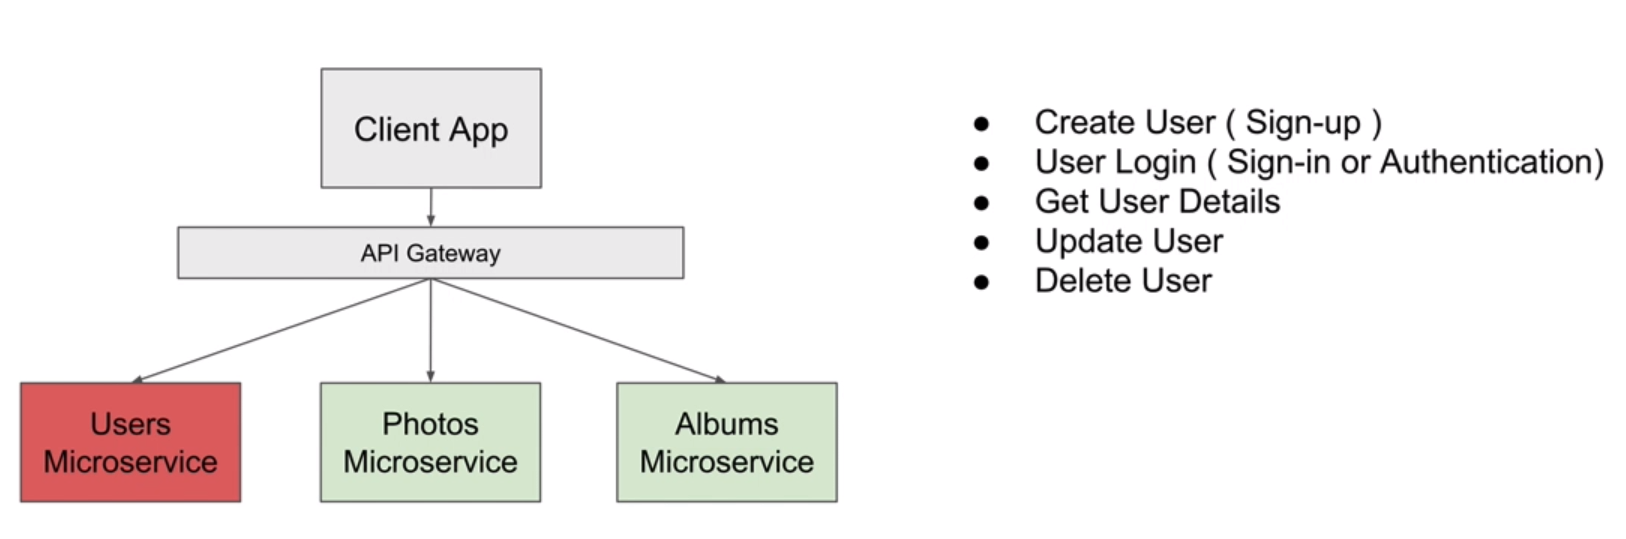 Client App
API Gateway
Users
Microservice
Photos
Microservice
Albums
Microservice
● Create User ( Sign-up )
● User Login ( Sign-in or Authentication)
● Get User Details
● Update User
● Delete User